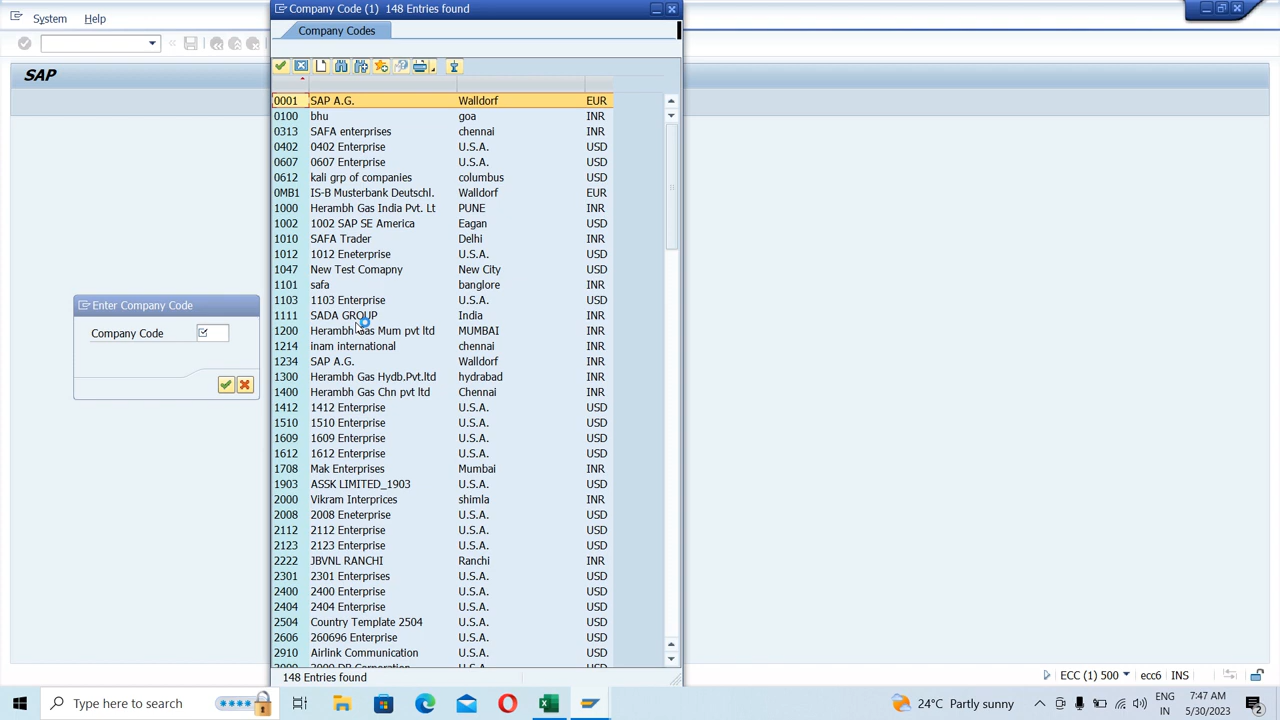 Company Code (1) 148 Entries found
System Help
Company Codes
SAP
0001 SAP A.G. Walldorf EUR
0100 bhu goa INR
0313 SAFA enterprises chennai INR
0402 0402 Enterprise U.S.A. USD
0607 0607 Enterprise U.S.A. USD
0612 kali grp of companies columbus USD
0MB1 IS-B Musterbank Deutschl. Walldorf EUR
1000 Herambh Gas India Pvt. Lt PUNE INR
1002 1002 SAP SE America Eagan USD
1010 SAFA Trader Delhi INR
1012 1012 Eneterprise U.S.A. USD
1047 New Test Comapny New City USD
1101 safa banglore INR
1103 1103 Enterprise U.S.A. USD
1111 SADA GROUP India INR
1200 Herambh Gas Mum pvt ltd MUMBAI INR
1214 inam international chennai INR
1234 SAP A.G. Walldorf INR
1300 Herambh Gas Hydb.Pvt.ltd hydrabad INR
1400 Herambh Gas Chn pvt ltd Chennai INR
1412 1412 Enterprise U.S.A. USD
1510 1510 Enterprise U.S.A. USD
1609 1609 Enterprise U.S.A. USD
1612 1612 Enterprise U.S.A. USD
1708 Mak Enterprises Mumbai INR
1903 ASSK LIMITED_1903 U.S.A. USD
2000 Vikram Interprices shimla INR
2008 2008 Eneterprise U.S.A. USD
2112 2112 Enterprise U.S.A. USD
2123 2123 Enterprise U.S.A. USD
2222 JBVNL RANCHI Ranchi INR
2301 2301 Enterprises U.S.A. USD
2400 2400 Enterprise U.S.A. USD
2404 2404 Enterprise U.S.A. USD
2504 Country Template 2504 U.S.A. USD
2606 260696 Enterprise U.S.A. USD
2910 Airlink Communication U.S.A. USD
148 Entries found
Enter Company Code
Company Code
ECC (1) 500 ecc6 INS
Type here to search
24°C Partly sunny
ENG
IN
7:47 AM
5/30/2023
2